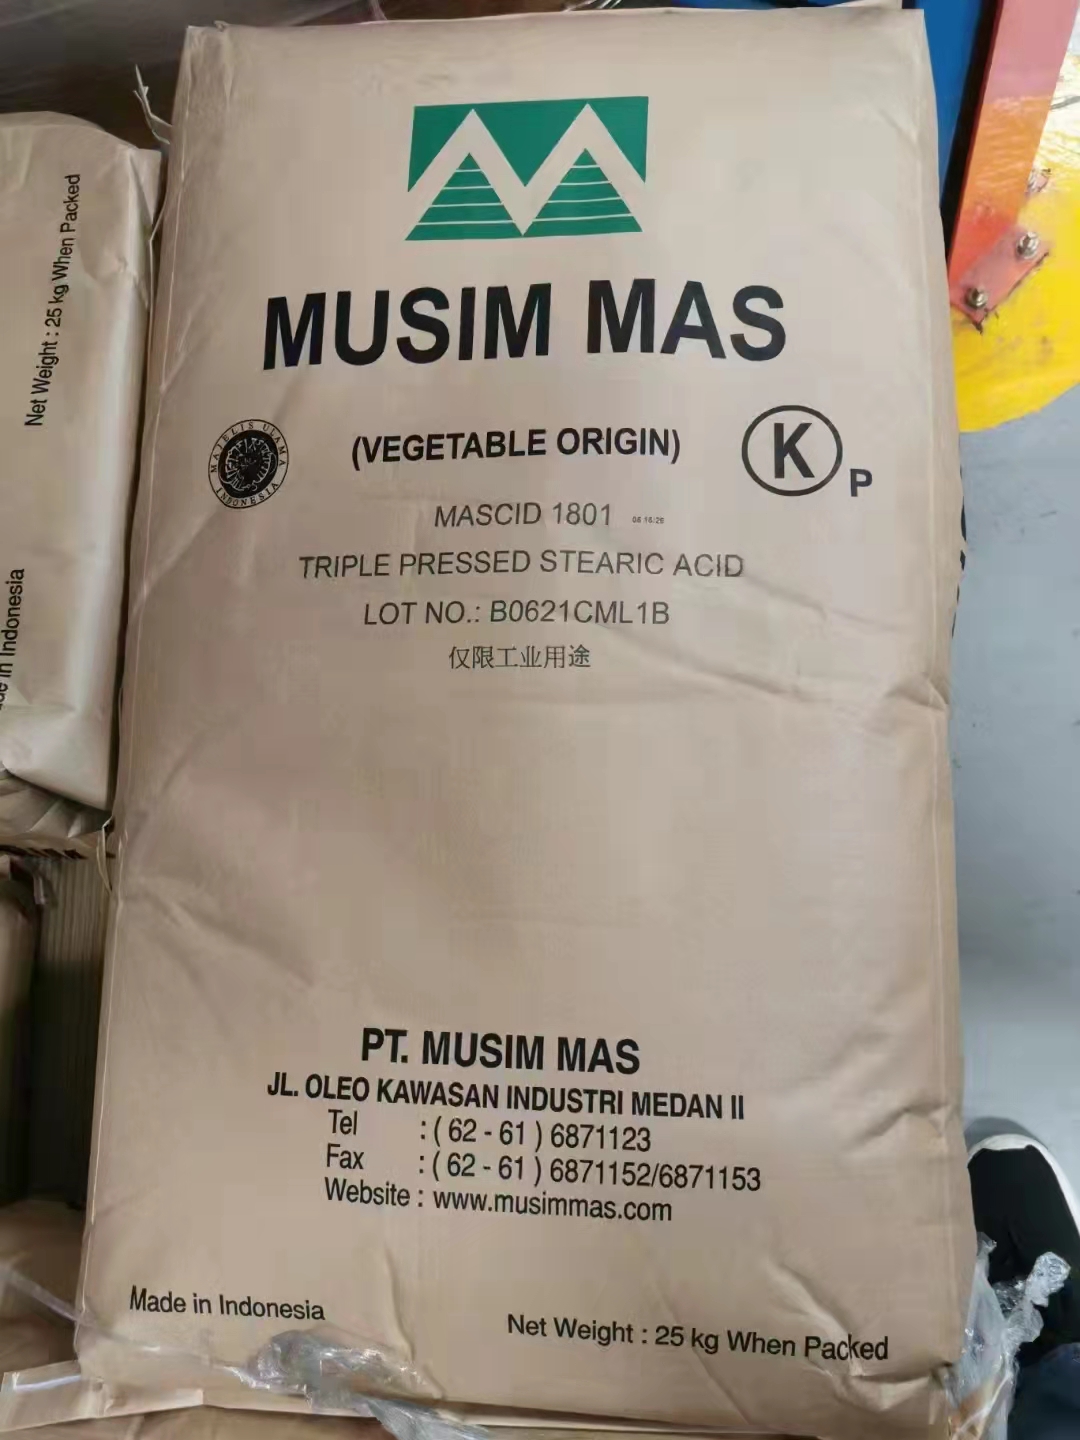 MUSIM MAS
(VEGETABLE ORIGIN)
MAJELIS ULAMA
INDONESIA
K
P
MASCID 1801
TRIPLE PRESSED STEARIC ACID
LOT NO.: B0621CML1B
仅限工业用途
PT. MUSIM MAS
JL. OLEO KAWASAN INDUSTRI MEDAN II
Tel : ( 62 - 61 ) 6871123
Fax : ( 62 - 61 ) 6871152/6871153
Website : www.musimmas.com
Made in Indonesia
Net Weight : 25 kg When Packed
Net Weight : 25 kg When Packed
in Indonesia